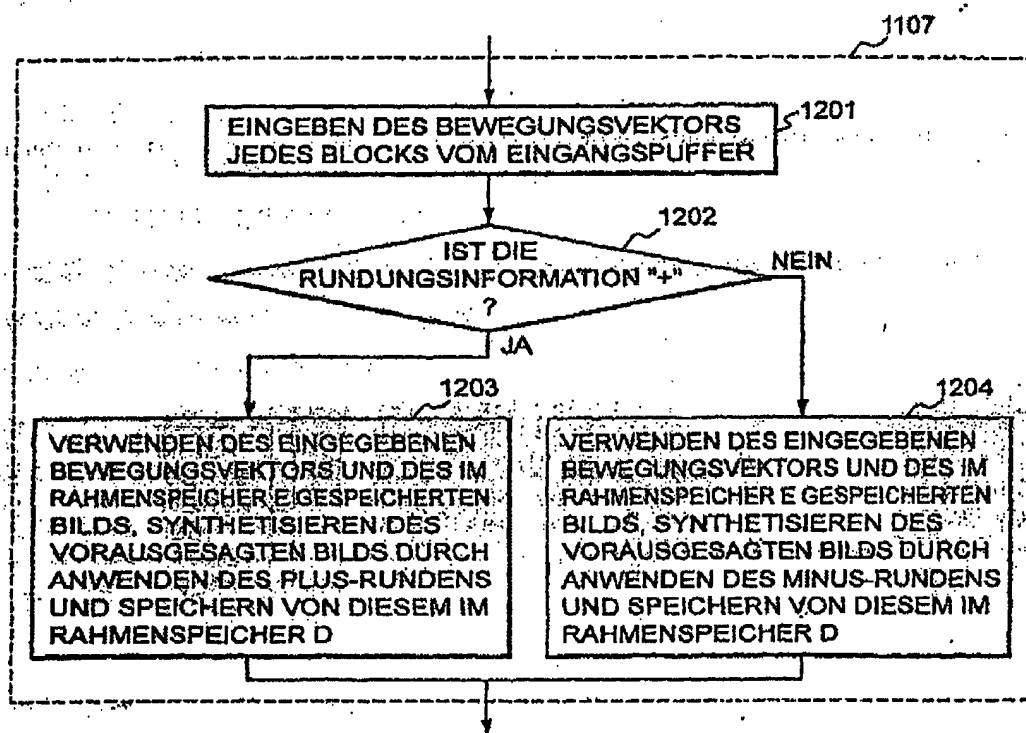 1107
EINGEBEN DES BEWEGUNGSVEKTORS
JEDES BLOCKS VOM EINGANGSPUFFER
1201
1202
IST DIE
RUNDUNGSINFORMATION "+"
?
NEIN
JA
1203
VERWENDEN DES EINGEGEBENEN
BEWEGUNGSVEKTORS UND DES IM
RAHMENSPEICHER E GESPEICHERTEN
BILDS, SYNTHETISIEREN DES
VORAUSGESAGTEN BILDS DURCH
ANWENDEN DES PLUS-RUNDENS
UND SPEICHERN VON DIESEM IM
RAHMENSPEICHER D
1204
VERWENDEN DES EINGEGEBENEN
BEWEGUNGSVEKTORS UND DES IM
RAHMENSPEICHER E GESPEICHERTEN
BILDS, SYNTHETISIEREN DES
VORAUSGESAGTEN BILDS DURCH
ANWENDEN DES MINUS-RUNDENS
UND SPEICHERN VON DIESEM IM
RAHMENSPEICHER D